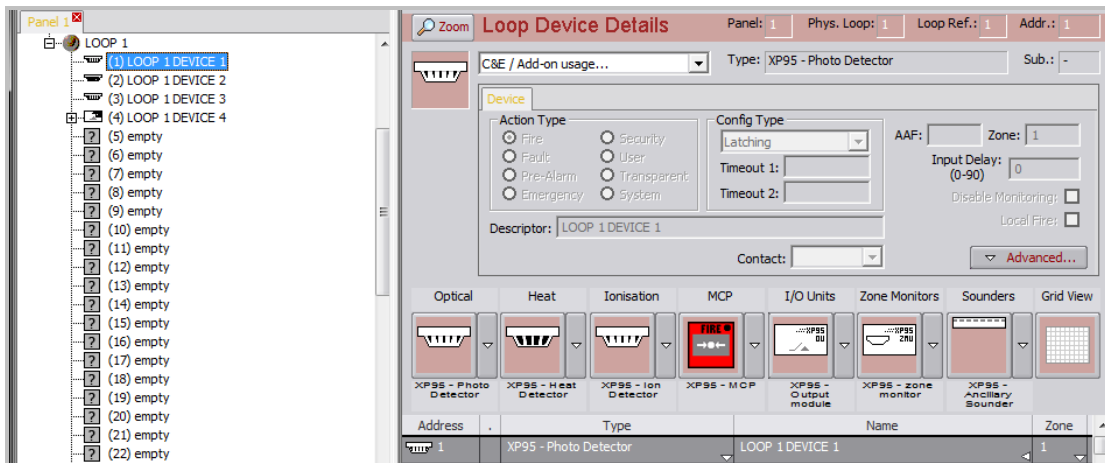 Panel 1
LOOP 1
(1) LOOP 1 DEVICE 1
(2) LOOP 1 DEVICE 2
(3) LOOP 1 DEVICE 3
(4) LOOP 1 DEVICE 4
(5) empty
(6) empty
(7) empty
(8) empty
(9) empty
(10) empty
(11) empty
(12) empty
(13) empty
(14) empty
(15) empty
(16) empty
(17) empty
(18) empty
(19) empty
(20) empty
(21) empty
(22) empty
Zoom Loop Device Details Panel: 1 Phys. Loop: 1 Loop Ref.: 1 Addr.: 1
C&E / Add-on usage... Type: XP95 - Photo Detector Sub.: -
Device
Action Type
Fire Security
Fault User
Pre-Alarm Transparent
Emergency System
Config Type
Latching
Timeout 1:
Timeout 2:
AAF: Zone: 1
Input Delay: (0-90) 0
Disable Monitoring:
Local Fire:
Descriptor: LOOP 1 DEVICE 1
Contact:
Advanced...
Optical Heat Ionisation MCP I/O Units Zone Monitors Sounders Grid View
FIRE XP95 OU XP95 ZMU
XP95 - Photo Detector
XP95 - Heat Detector
XP95 - Ion Detector
XP95 - MCP
XP95 - Output module
XP95 - zone monitor
XP95 - Ancillary Sounder
Address . Type Name Zone
1 XP95 - Photo Detector LOOP 1 DEVICE 1 1